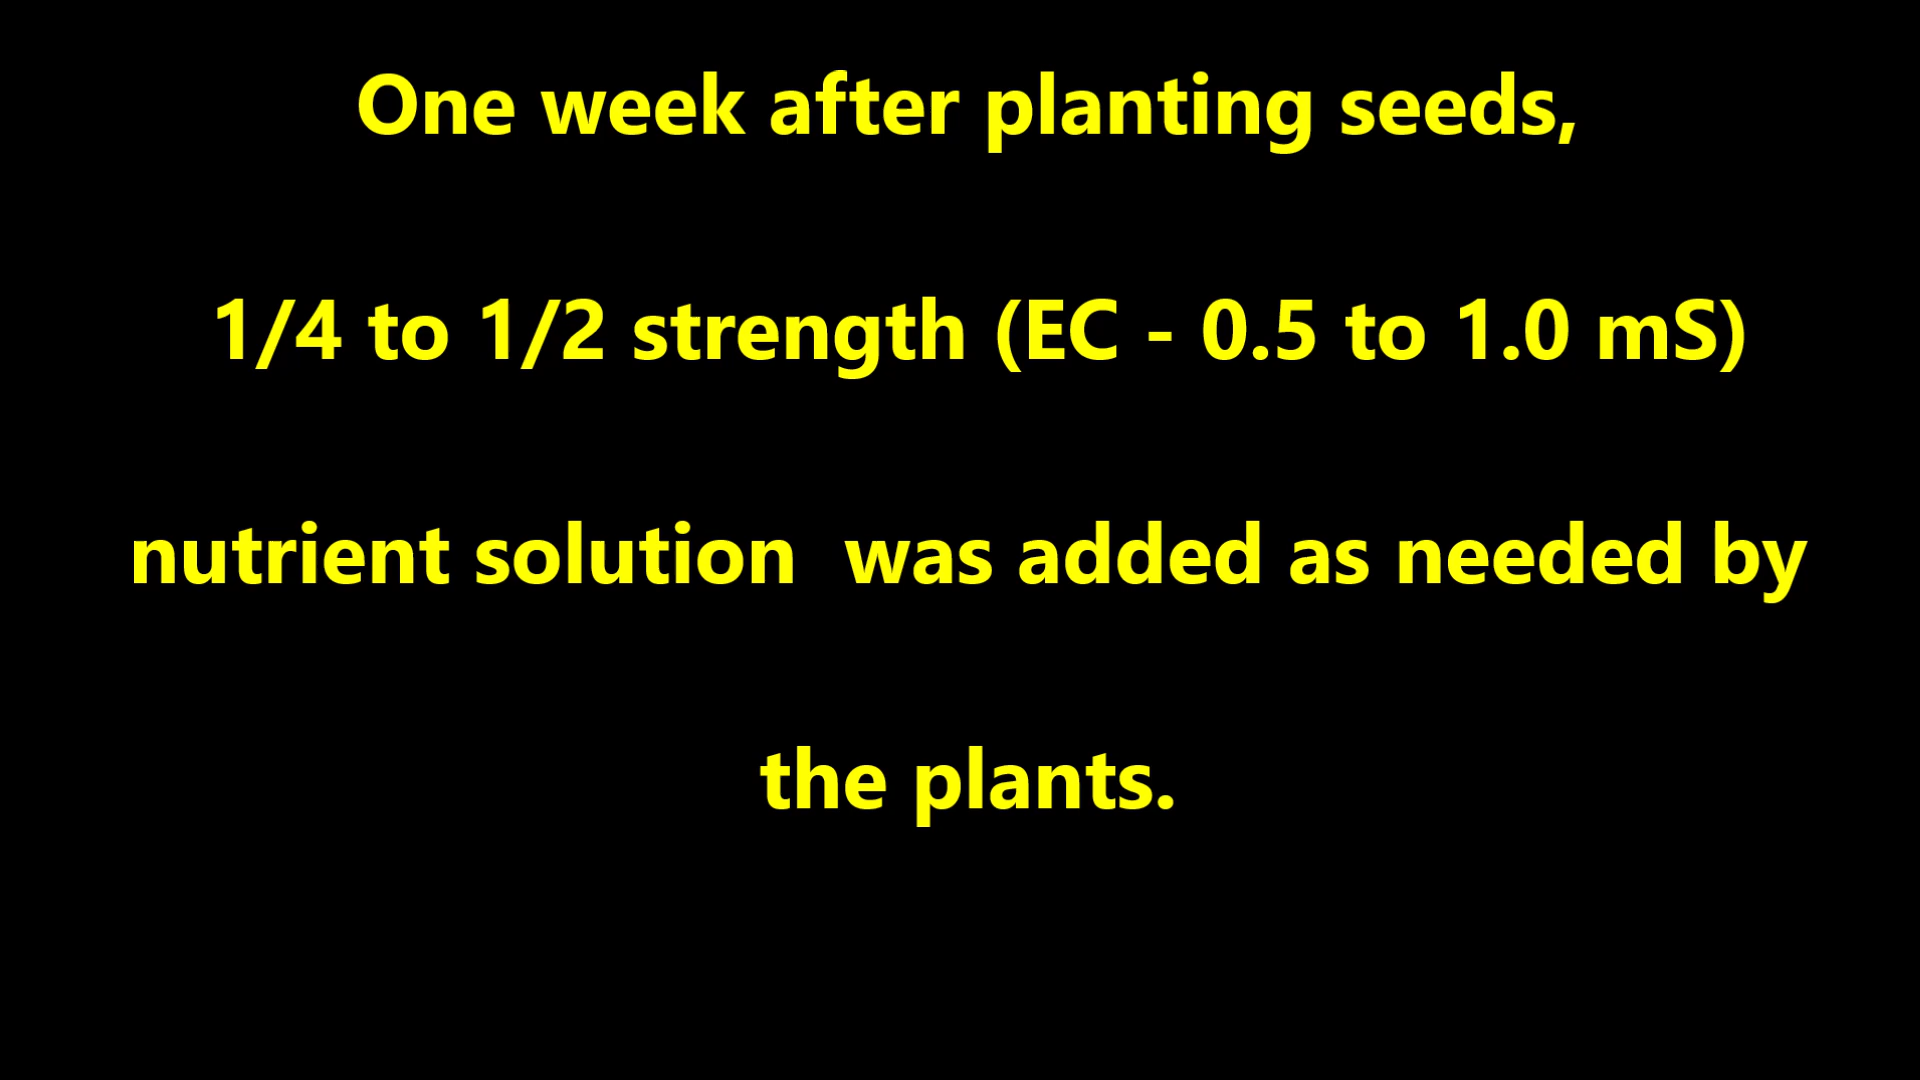 One week after planting seeds,
1/4 to 1/2 strength (EC - 0.5 to 1.0 mS)
nutrient solution  was added as needed by
the plants.